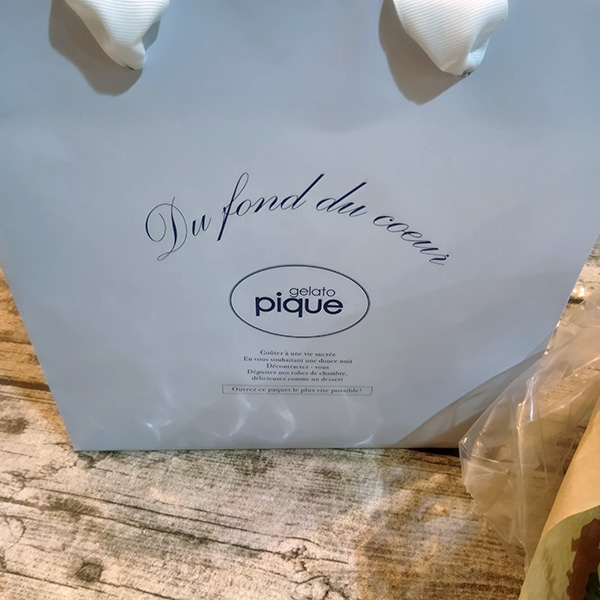 Du fond du coeur
gelato
pique
Goûtez à une vie sucrée
En vous souhaitant une douce nuit
Décontractez - vous
Dégustez nos robes de chambre,
délicieuses comme un dessert
Ouvrez ce paquet le plus vite possible!